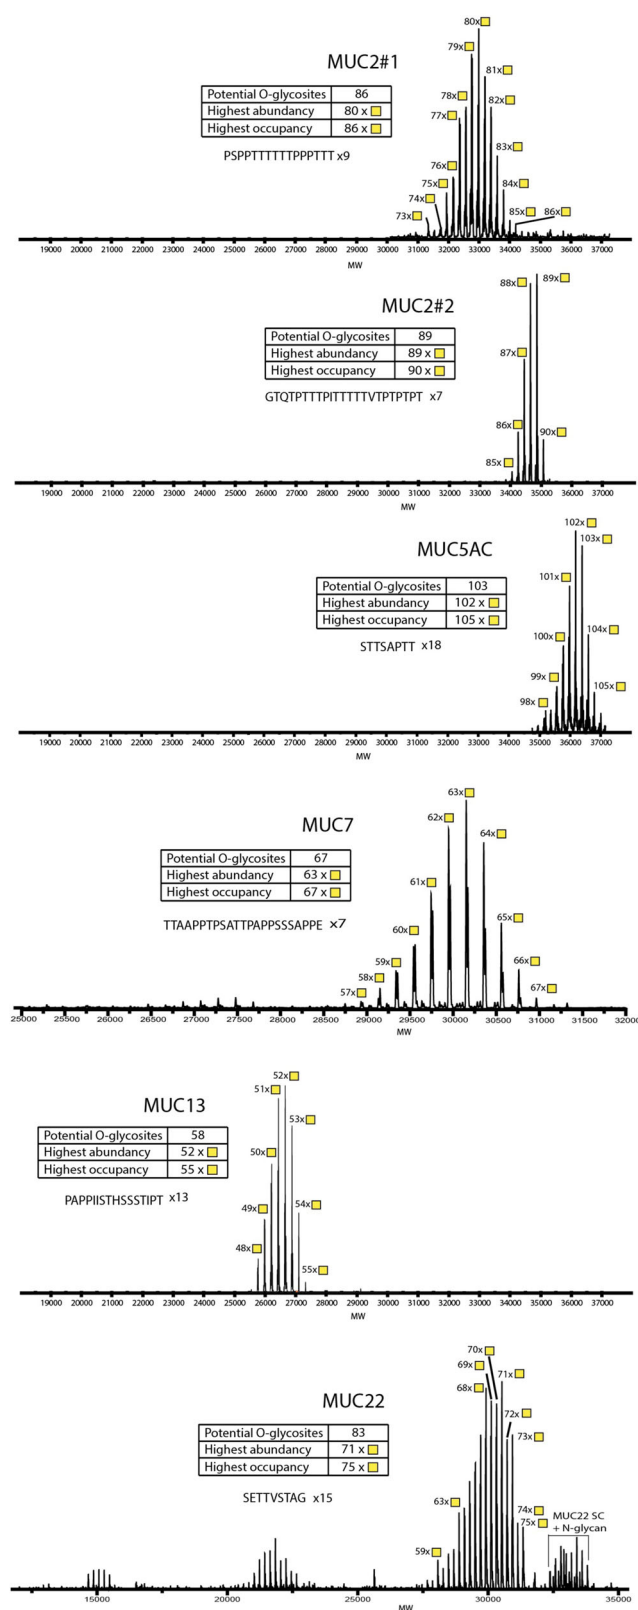 MUC2#1
Potential O-glycosites 86
Highest abundance 80 x
Highest occupancy 86 x
PSPPTTTTTTPPPTTT x9
73x
74x
75x
76x
77x
78x
79x
80x
81x
82x
83x
84x
85x
86x
19000 20000 21000 22000 23000 24000 25000 26000 27000 28000 29000 30000 31000 32000 33000 34000 35000 36000 37000
MW
MUC2#2
Potential O-glycosites 89
Highest abundance 89 x
Highest occupancy 90 x
GTQTPTTTPITTTTTVTPTPTPT x7
85x
86x
87x
88x
89x
90x
19000 20000 21000 22000 23000 24000 25000 26000 27000 28000 29000 30000 31000 32000 33000 34000 35000 36000 37000
MW
MUC5AC
Potential O-glycosites 103
Highest abundance 102 x
Highest occupancy 105 x
STTSAPTT x18
98x
99x
100x
101x
102x
103x
104x
105x
19000 20000 21000 22000 23000 24000 25000 26000 27000 28000 29000 30000 31000 32000 33000 34000 35000 36000 37000
MW
MUC7
Potential O-glycosites 67
Highest abundance 63 x
Highest occupancy 67 x
TTAAPPTPSATTPAPPSSSAPPE x7
57x
58x
59x
60x
61x
62x
63x
64x
65x
66x
67x
25000 25500 26000 26500 27000 27500 28000 28500 29000 29500 30000 30500 31000 31500 32000
MW
MUC13
Potential O-glycosites 58
Highest abundance 52 x
Highest occupancy 55 x
PAPPIISTHSSSTIPT x13
48x
49x
50x
51x
52x
53x
54x
55x
19000 20000 21000 22000 23000 24000 25000 26000 27000 28000 29000 30000 31000 32000 33000 34000 35000 36000 37000
MW
MUC22
Potential O-glycosites 83
Highest abundance 71 x
Highest occupancy 75 x
SETTVSTAG x15
59x
63x
68x
69x
70x
71x
72x
73x
74x
75x
MUC22 SC
+ N-glycan
15000 20000 25000 30000 35000
MW